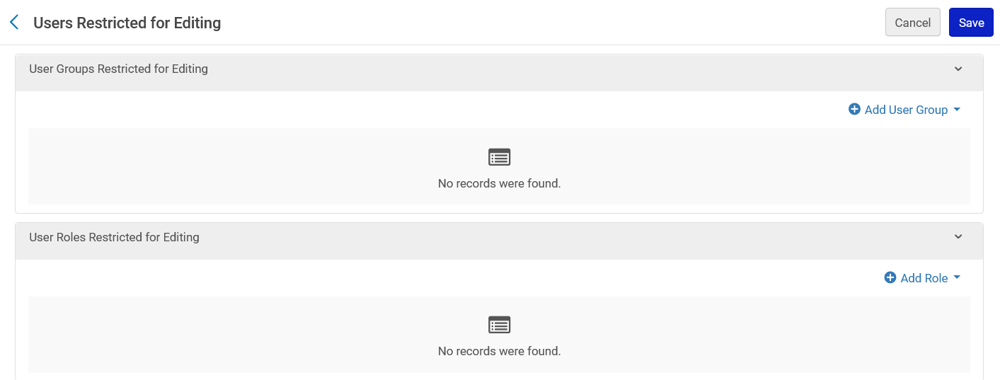 Users Restricted for Editing
Cancel
Save
User Groups Restricted for Editing
Add User Group
No records were found.
User Roles Restricted for Editing
Add Role
No records were found.